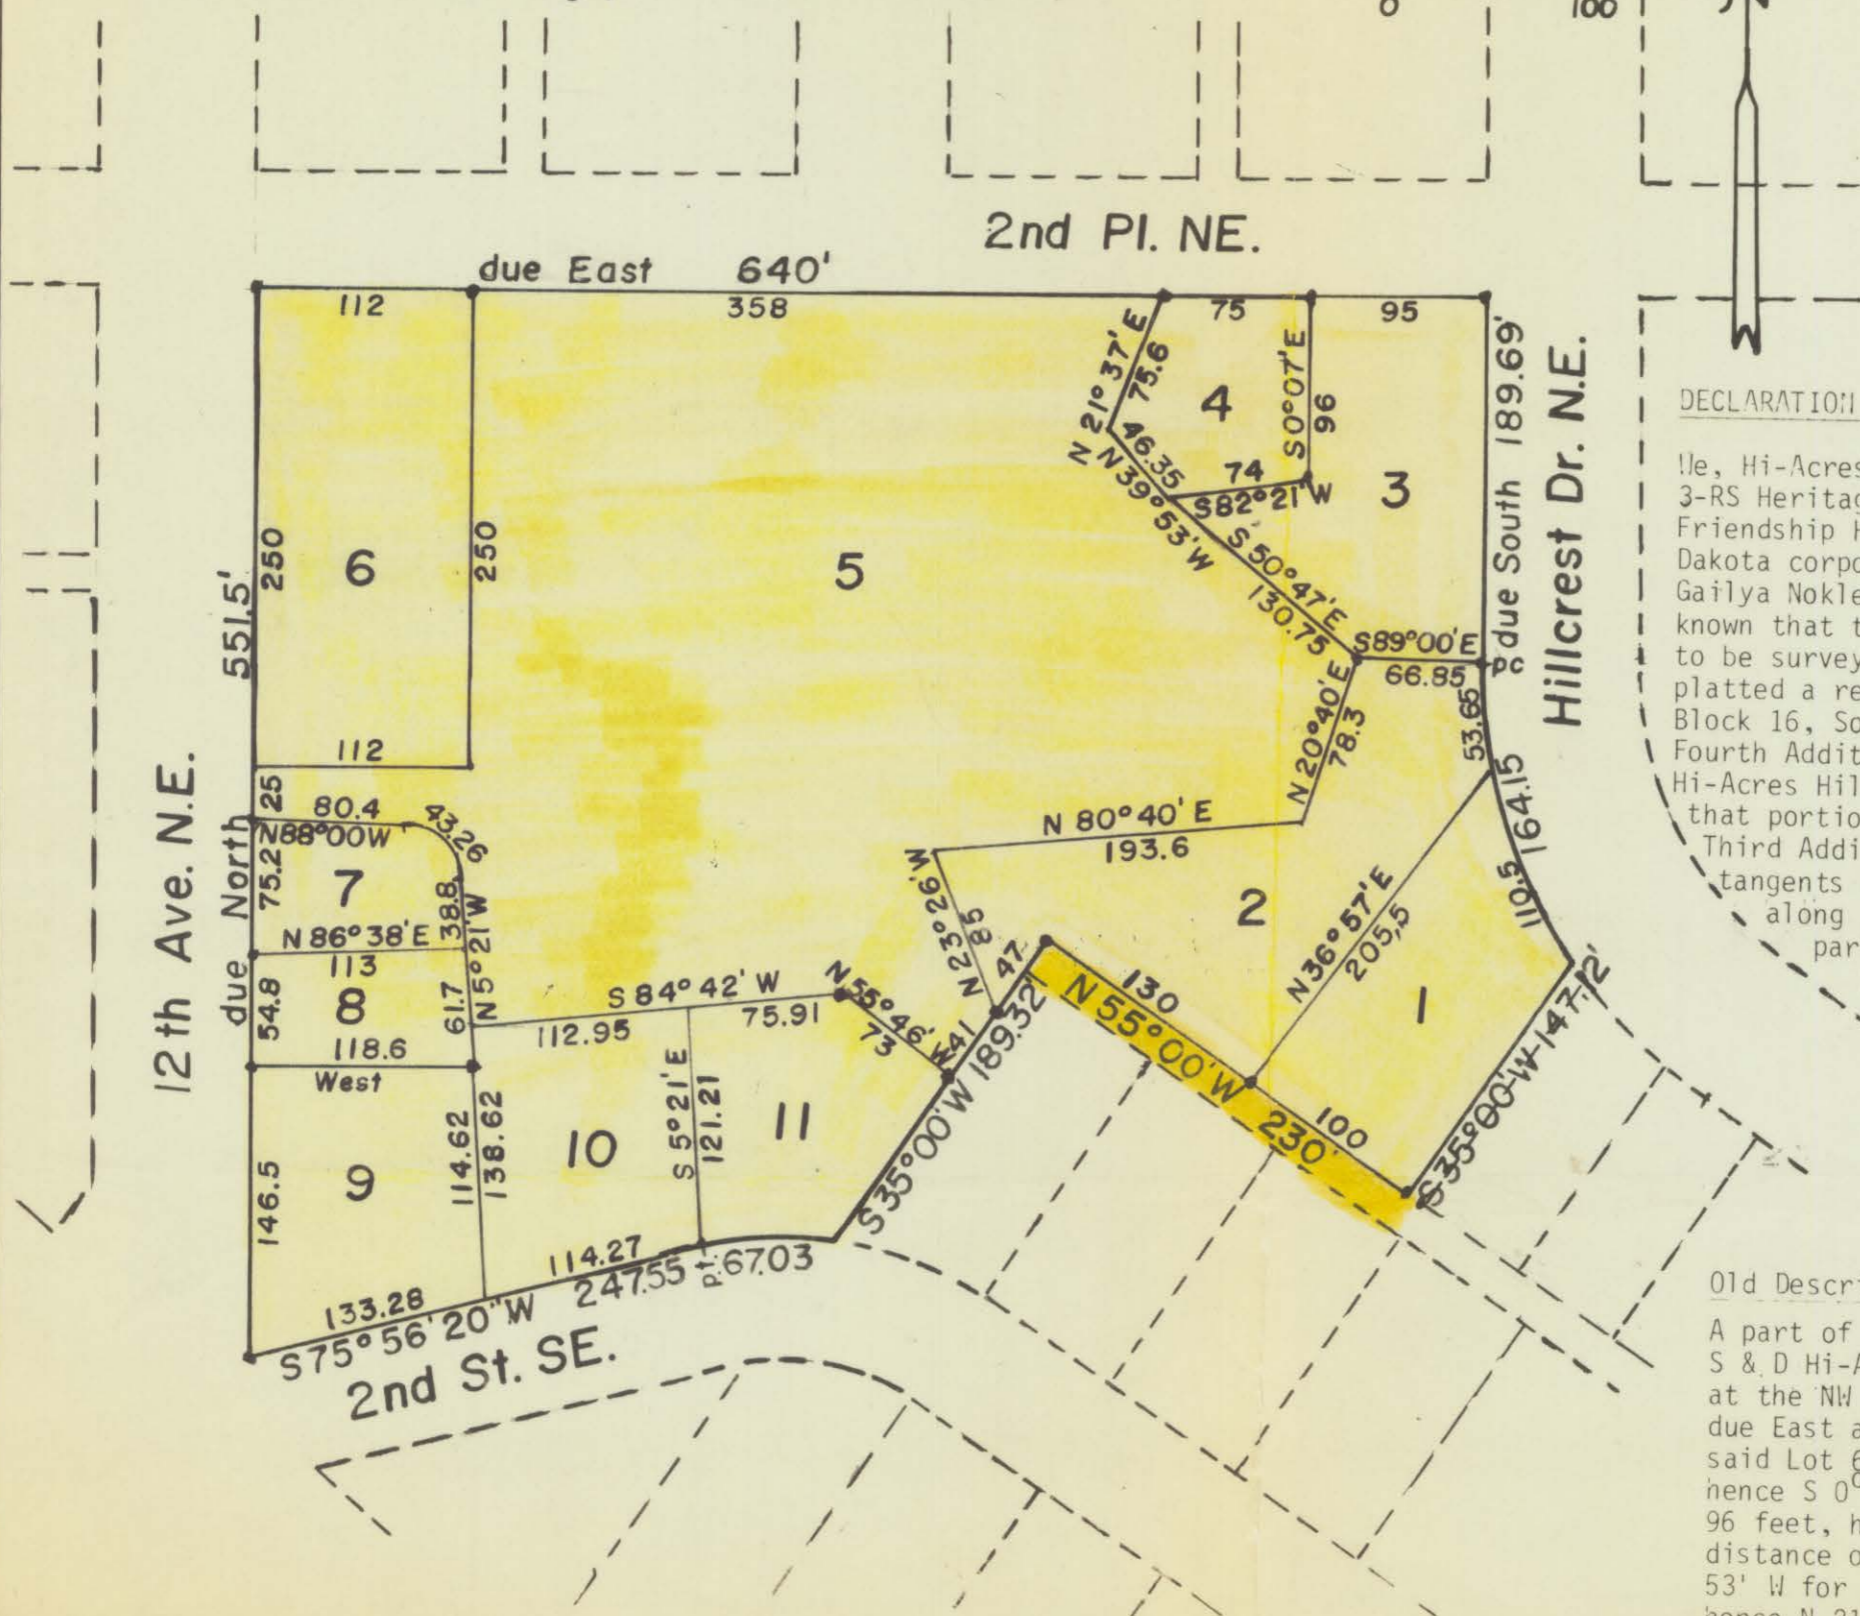 0 100
2nd Pl. NE.
due East 640'
112
358
75
95
N 21° 37' E
75.6
4
S 0° 07' E
96
46.35
74
S 82° 21' W
N 39° 53' W
3
due South 189.69'
Hillcrest Dr. N.E.
S 50° 47' E
130.75
S 89° 00' E
66.85
pc
250
6
250
5
551.5'
due North
12th Ave. N.E.
112
25
80.4
43.26
N 88° 00 W
75.2
7
38.8
N 86° 38' E
113
54.8
8
61.7
N 5° 21' W
118.6
West
N 20° 40' E
78.3
53.65
164.15
110.5
N 80° 40' E
193.6
2
N 23° 26' W
85
47
N 36° 57' E
205.5
1
130
N 55° 00' W
230'
100
S 35° 00' W 147.12'
S 84° 42' W
112.95
75.91
N 55° 46' W
73
41
S 35° 00' W 189.32'
S 5° 21' E
121.21
11
10
114.62
138.62
146.5
9
133.28
114.27
S 75° 56' 20" W 247.55
p.t.
67.03
2nd St. SE.
DECLARATION
We, Hi-Acres
3-RS Heritag
Friendship H
Dakota corpo
Gailya Nokle
known that t
to be survey
platted a re
Block 16, So
Fourth Addit
Hi-Acres Hil
that portio
Third Addi
tangents
along
par
Old Descr
A part of
S & D Hi-A
at the NW
due East a
said Lot 6
hence S 0°
96 feet, h
distance o
53' W for